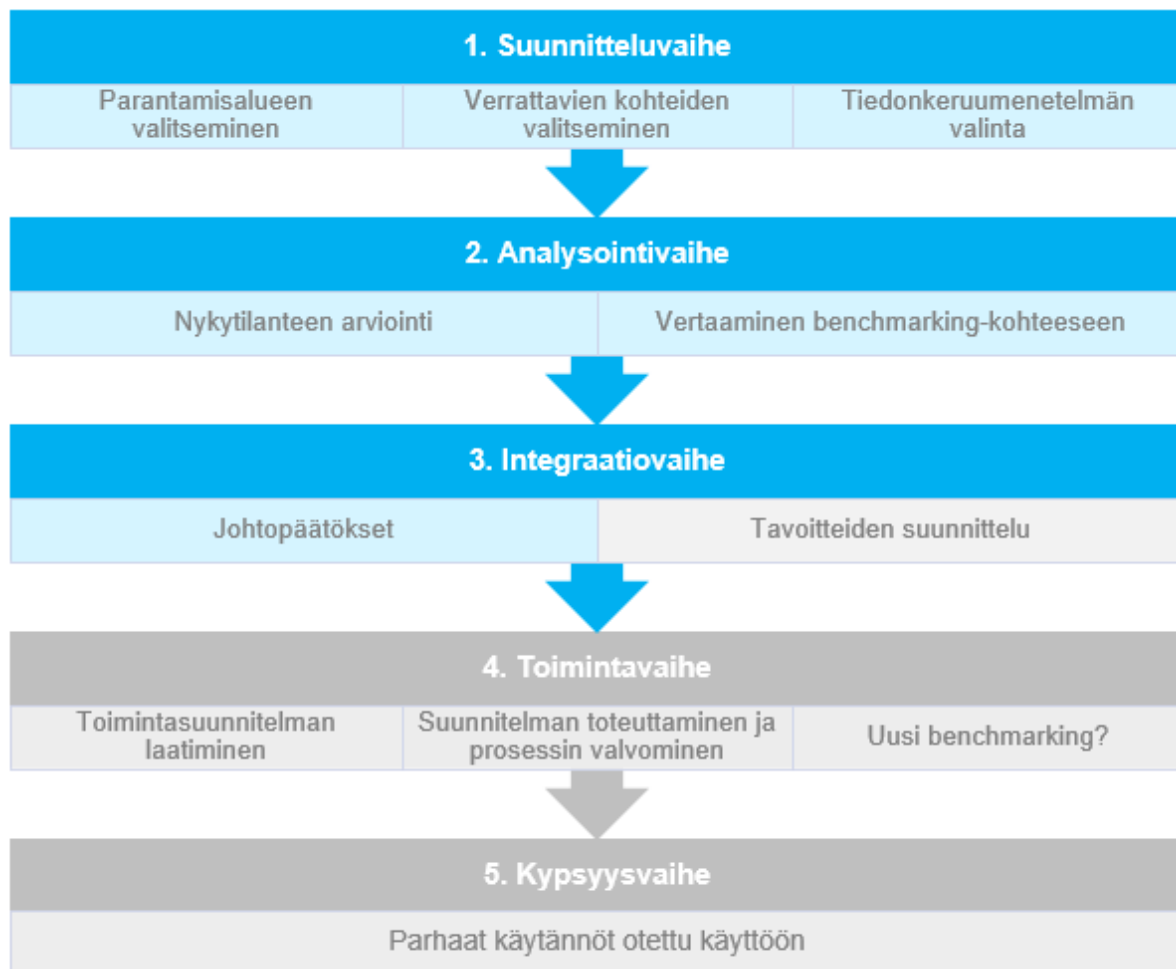 1. Suunnitteluvaihe
Parantamisalueen
valitseminen
Verrattavien kohteiden
valitseminen
Tiedonkeruumenetelmän
valinta
2. Analysointivaihe
Nykytilanteen arviointi
Vertaaminen benchmarking-kohteeseen
3. Integraatiovaihe
Johtopäätökset
Tavoitteiden suunnittelu
4. Toimintavaihe
Toimintasuunnitelman
laatiminen
Suunnitelman toteuttaminen ja
prosessin valvominen
Uusi benchmarking?
5. Kypsyysvaihe
Parhaat käytännöt otettu käyttöön